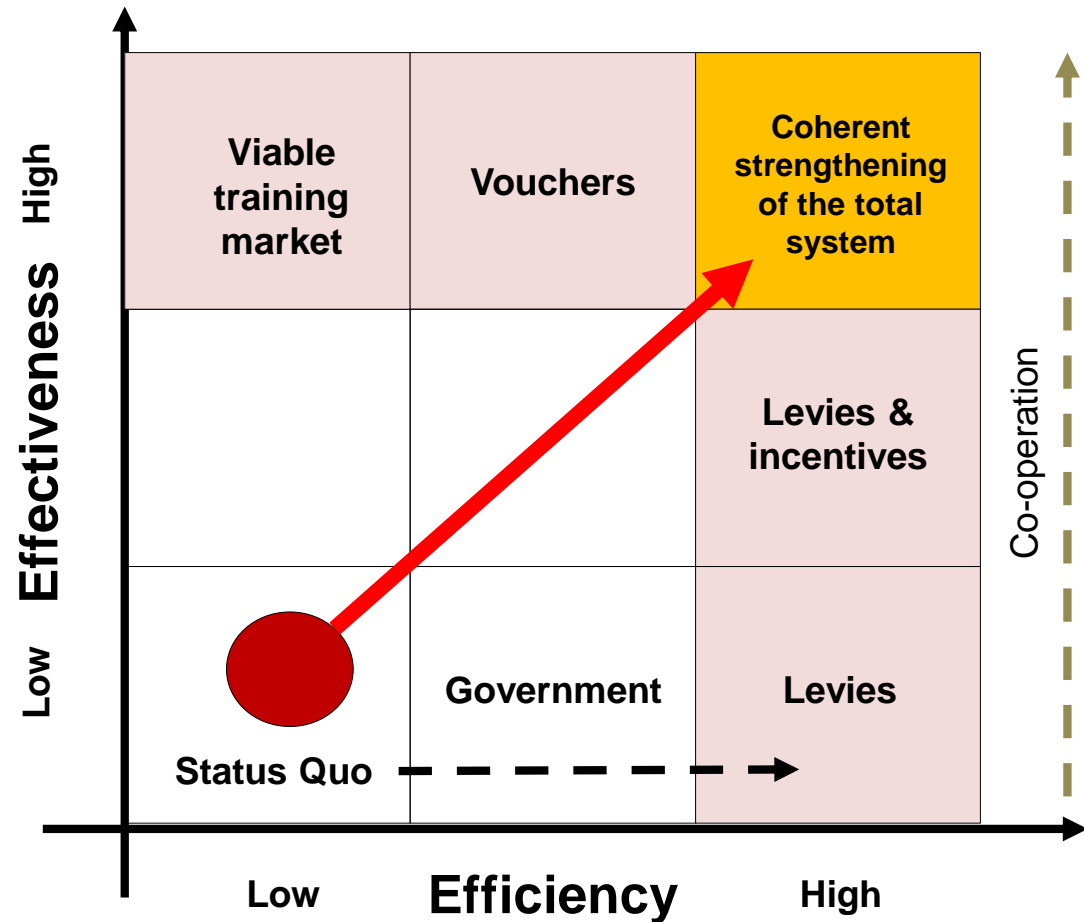 Viable
training
market
Vouchers
Coherent
strengthening
of the total
system
Levies &
incentives
Government
Levies
Status Quo
High
Effectiveness
Low
Co-operation
Low
Efficiency
High